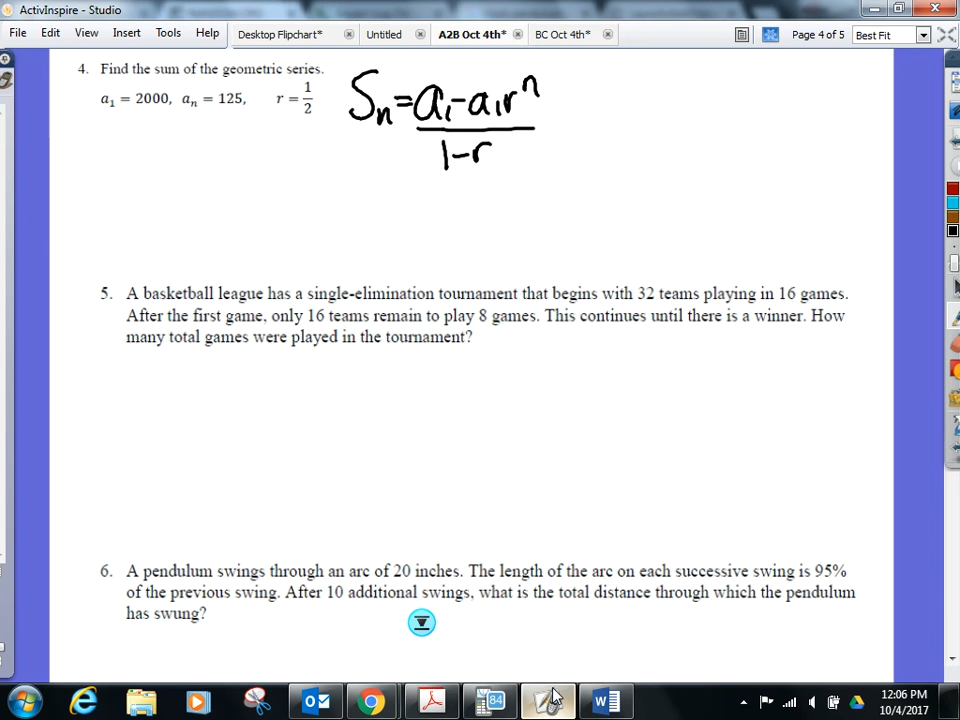 ActivInspire - Studio
File Edit View Insert Tools Help Desktop Flipchart* Untitled A2B Oct 4th* BC Oct 4th* Page 4 of 5 Best Fit
4. Find the sum of the geometric series.
a₁ = 2000, aₙ = 125, r = 1/2
Sₙ = a₁ - a₁rⁿ / 1-r
5. A basketball league has a single-elimination tournament that begins with 32 teams playing in 16 games.
After the first game, only 16 teams remain to play 8 games. This continues until there is a winner. How
many total games were played in the tournament?
6. A pendulum swings through an arc of 20 inches. The length of the arc on each successive swing is 95%
of the previous swing. After 10 additional swings, what is the total distance through which the pendulum
has swung?
84
12:06 PM
10/4/2017